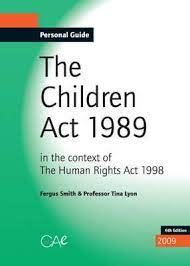 Personal Guide
The
Children
Act 1989
in the context of
The Human Rights Act 1998
Fergus Smith & Professor Tina Lyon
CAE
6th Edition
2009